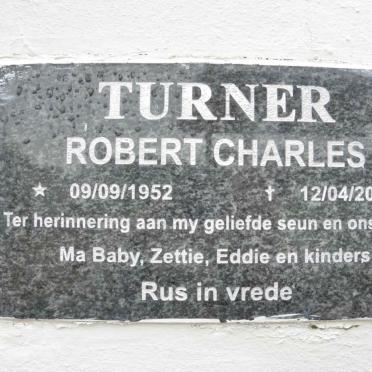 TURNER
ROBERT CHARLES
★ 09/09/1952 † 12/04/20
Ter herinnering aan my geliefde seun en ons
Ma Baby, Zettie, Eddie en kinders
Rus in vrede